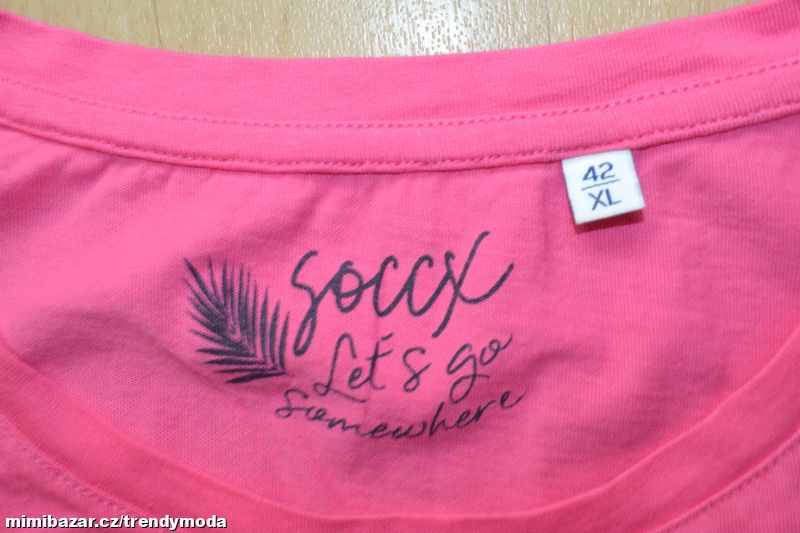 42
XL
soccx
Let's go
somewhere
mimibazar.cz/trendymoda